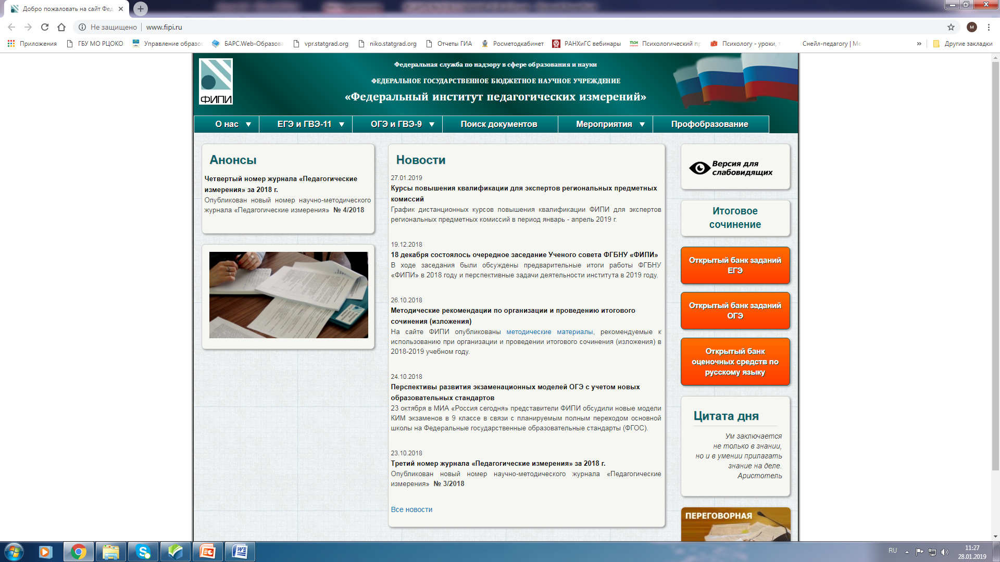 Добро пожаловать на сайт Фед
Не защищено
www.fipi.ru
М
Приложения
ГБУ МО РЦОКО
Управление образо
БАРС.Web-Образова
vpr.statgrad.org
niko.statgrad.org
Отчеты ГИА
Росметодкабинет
РАНХиГС вебинары
Психологический пр
Психологу - уроки, т
Снейл-педагогу | Ме
»
Другие закладки
ФИПИ
Федеральная служба по надзору в сфере образования и науки
ФЕДЕРАЛЬНОЕ ГОСУДАРСТВЕННОЕ БЮДЖЕТНОЕ НАУЧНОЕ УЧРЕЖДЕНИЕ
«Федеральный институт педагогических измерений»
О нас
ЕГЭ и ГВЭ-11
ОГЭ и ГВЭ-9
Поиск документов
Мероприятия
Профобразование
Анонсы
Четвертый номер журнала «Педагогические
измерения» за 2018 г.
Опубликован новый номер научно-методического
журнала «Педагогические измерения» № 4/2018
Новости
27.01.2019
Курсы повышения квалификации для экспертов региональных предметных
комиссий
График дистанционных курсов повышения квалификации ФИПИ для экспертов
региональных предметных комиссий в период январь - апрель 2019 г.
19.12.2018
18 декабря состоялось очередное заседание Ученого совета ФГБНУ «ФИПИ»
В ходе заседания были обсуждены предварительные итоги работы ФГБНУ
«ФИПИ» в 2018 году и перспективные задачи деятельности института в 2019 году.
26.10.2018
Методические рекомендации по организации и проведению итогового
сочинения (изложения)
На сайте ФИПИ опубликованы методические материалы, рекомендуемые к
использованию при организации и проведении итогового сочинения (изложения) в
2018-2019 учебном году.
24.10.2018
Перспективы развития экзаменационных моделей ОГЭ с учетом новых
образовательных стандартов
23 октября в МИА «Россия сегодня» представители ФИПИ обсудили новые модели
КИМ экзаменов в 9 классе в связи с планируемым полным переходом основной
школы на Федеральные государственные образовательные стандарты (ФГОС).
23.10.2018
Третий номер журнала «Педагогические измерения» за 2018 г.
Опубликован новый номер научно-методического журнала «Педагогические
измерения» № 3/2018
Все новости
Версия для
слабовидящих
Итоговое
сочинение
Открытый банк заданий
ЕГЭ
Открытый банк заданий
ОГЭ
Открытый банк
оценочных средств по
русскому языку
Цитата дня
Ум заключается
не только в знании,
но и в умении прилагать
знание на деле.
Аристотель
ПЕРЕГОВОРНАЯ
RU
11:27
28.01.2019